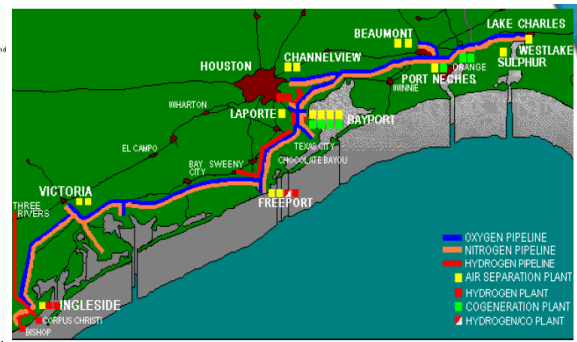 nd
LAKE CHARLES
BEAUMONT
WESTLAKE
SULPHUR
ORANGE
PORT NECHES
WINNIE
CHANNELVIEW
HOUSTON
WHARTON
LAPORTE
BAYPORT
TEXAS CITY
CHOCOLATE BAYOU
EL CAMPO
BAY
CITY
SWEENY
FREEPORT
VICTORIA
THREE
RIVERS
INGLESIDE
CORPUS CHRISTI
BISHOP
OXYGEN PIPELINE
NITROGEN PIPELINE
HYDROGEN PIPELINE
AIR SEPARATION PLANT
HYDROGEN PLANT
COGENERATION PLANT
HYDROGEN/CO PLANT